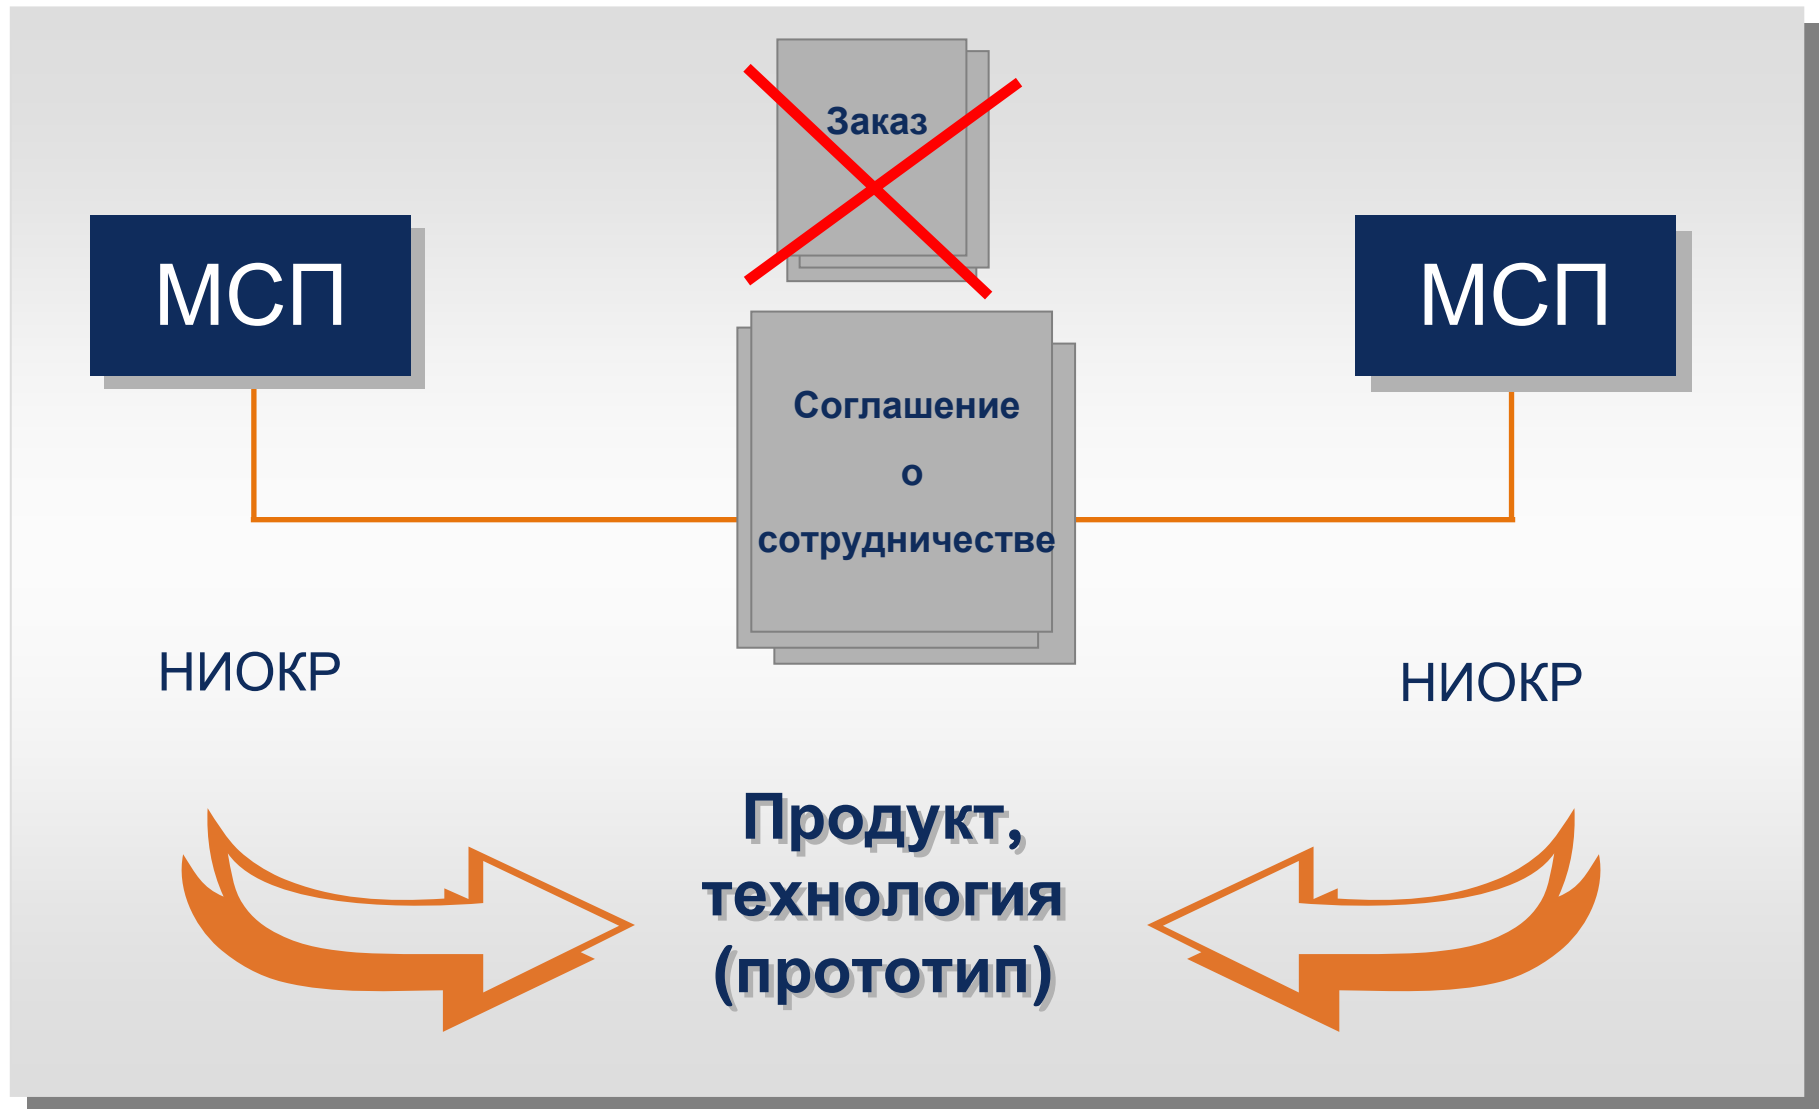 Заказ
МСП
МСП
Соглашение
о
сотрудничестве
НИОКР
НИОКР
Продукт,
технология
(прототип)